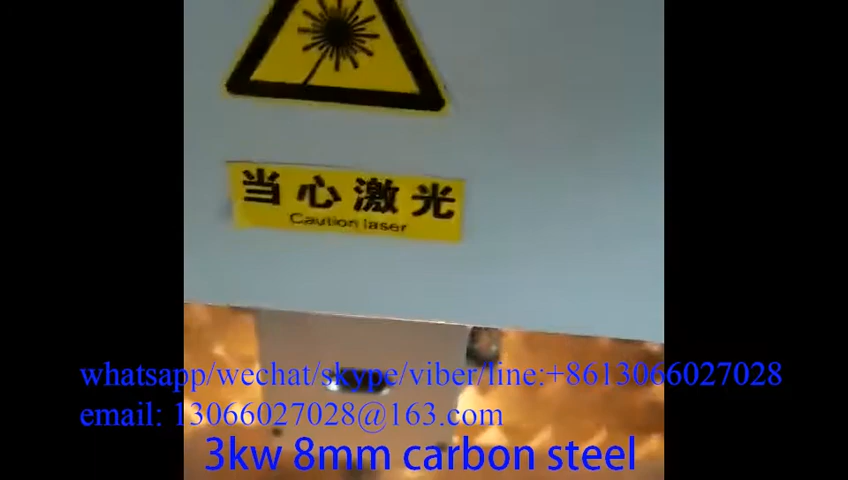 当心激光
Caution laser
whatsapp/wechat/skype/viber/line:+8613066027028
email: 13066027028@163.com
3kw 8mm carbon steel